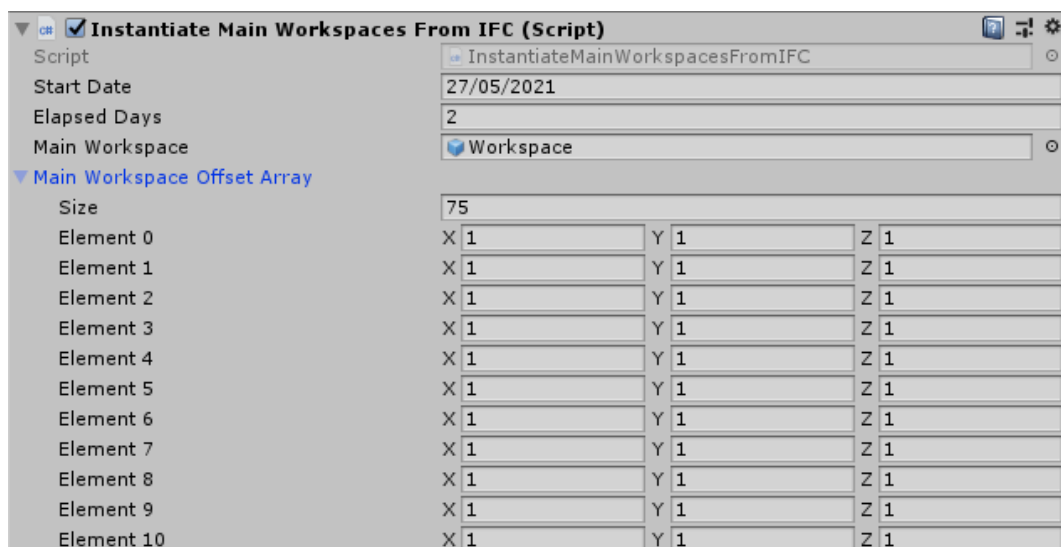 Instantiate Main Workspaces From IFC (Script)
Script InstantiateMainWorkspacesFromIFC
Start Date 27/05/2021
Elapsed Days 2
Main Workspace Workspace
Main Workspace Offset Array
Size 75
Element 0 X 1 Y 1 Z 1
Element 1 X 1 Y 1 Z 1
Element 2 X 1 Y 1 Z 1
Element 3 X 1 Y 1 Z 1
Element 4 X 1 Y 1 Z 1
Element 5 X 1 Y 1 Z 1
Element 6 X 1 Y 1 Z 1
Element 7 X 1 Y 1 Z 1
Element 8 X 1 Y 1 Z 1
Element 9 X 1 Y 1 Z 1
Element 10 X 1 Y 1 Z 1